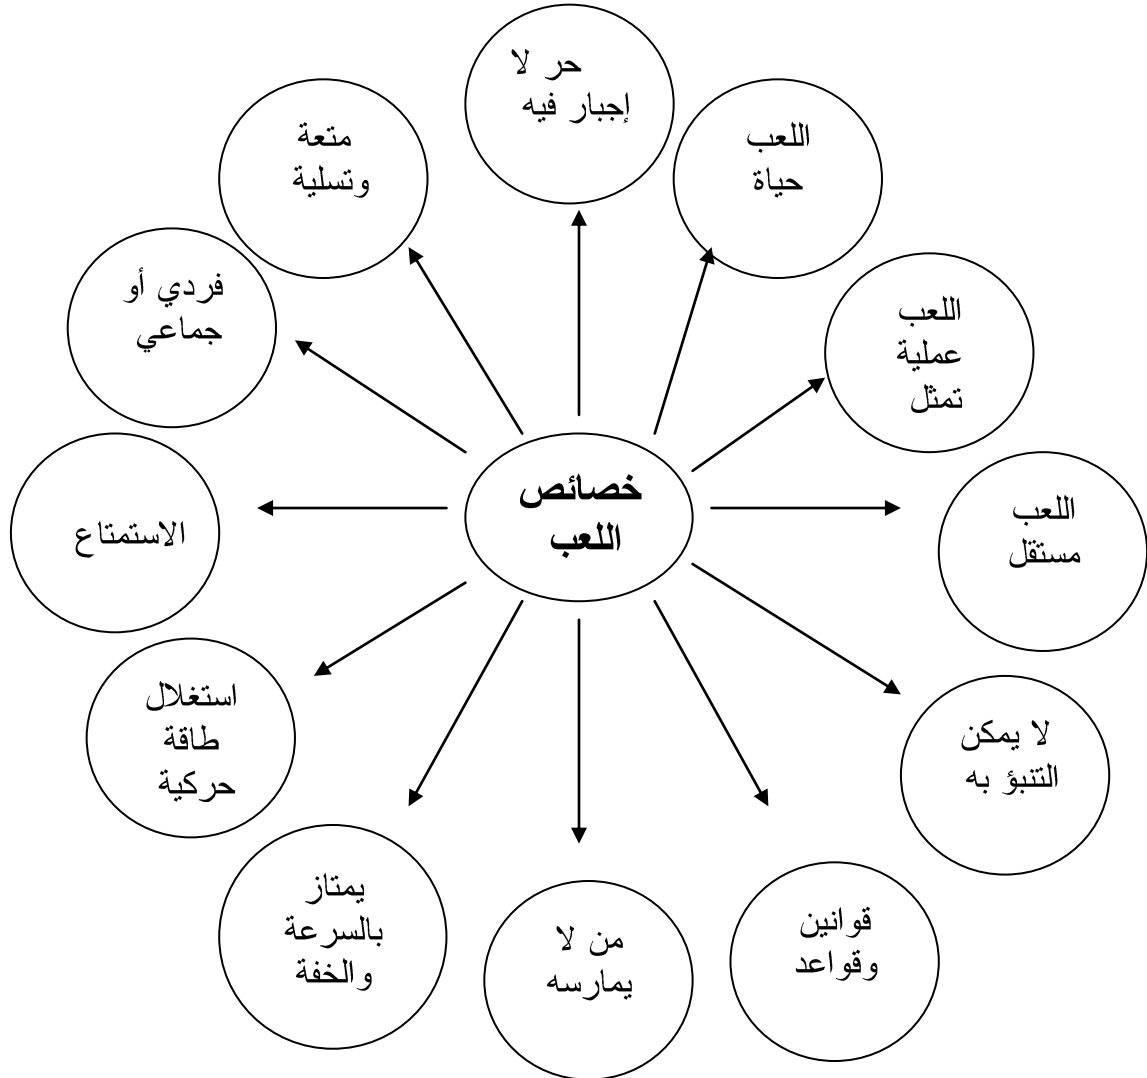 خصائص
اللعب
حر لا
إجبار فيه
اللعب
حياة
اللعب
عملية
تمثل
اللعب
مستقل
لا يمكن
التنبؤ به
قوانين
وقواعد
من لا
يمارسه
يمتاز
بالسرعة
والخفة
استغلال
طاقة
حركية
الاستمتاع
فردي أو
جماعي
متعة
وتسلية